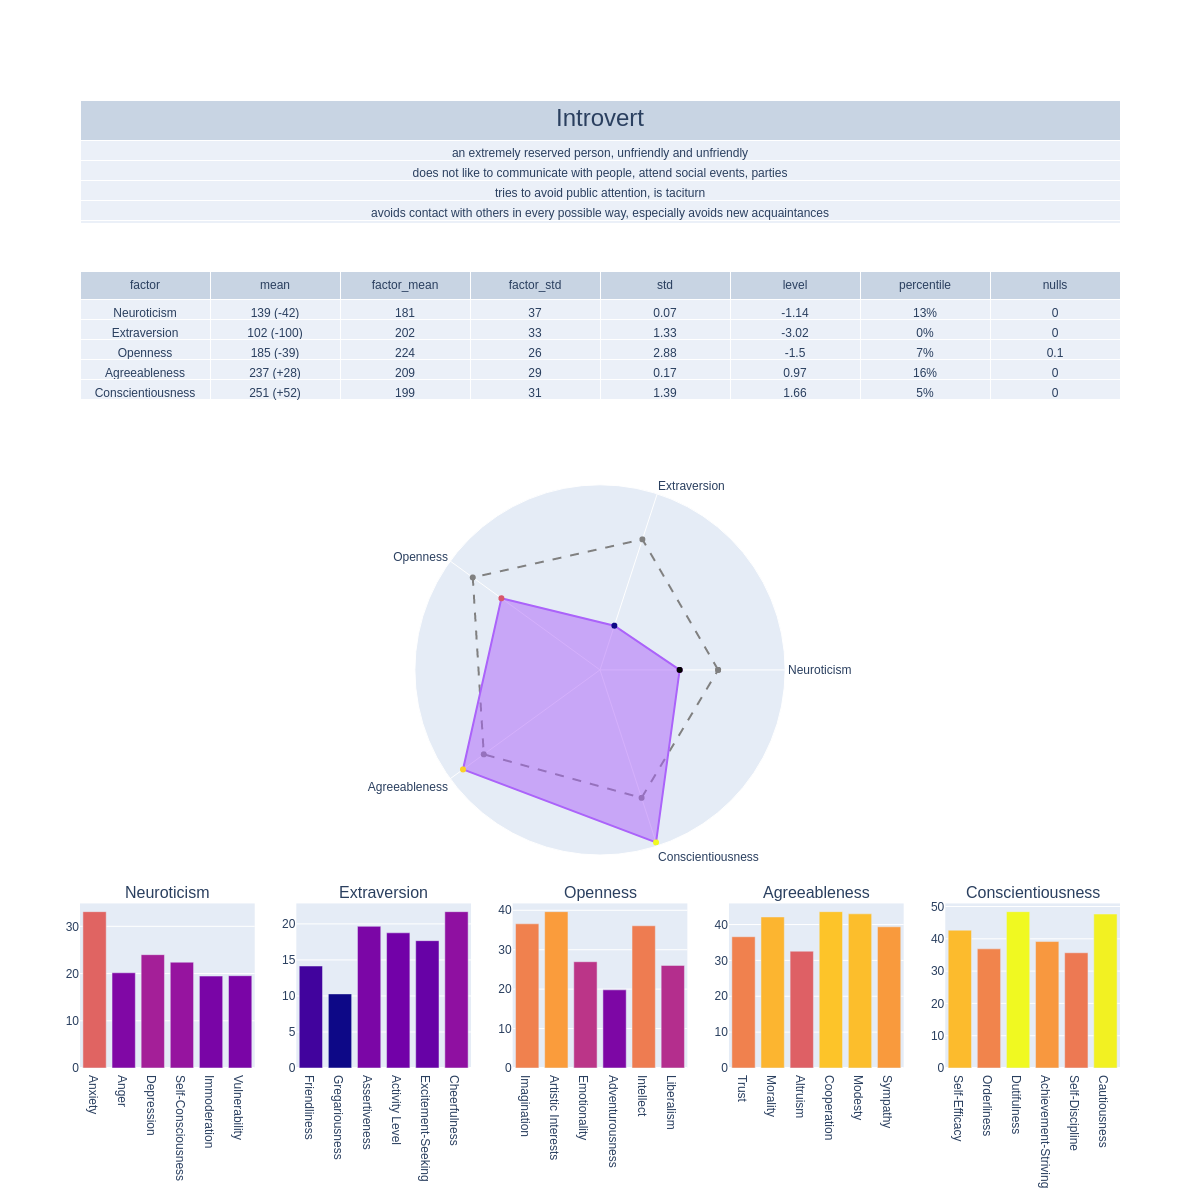 Introvert
an extremely reserved person, unfriendly and unfriendly
does not like to communicate with people, attend social events, parties
tries to avoid public attention, is taciturn
avoids contact with others in every possible way, especially avoids new acquaintances
factor mean factor_mean factor_std std level percentile nulls
Neuroticism 139 (-42) 181 37 0.07 -1.14 13% 0
Extraversion 102 (-100) 202 33 1.33 -3.02 0% 0
Openness 185 (-39) 224 26 2.88 -1.5 7% 0.1
Agreeableness 237 (+28) 209 29 0.17 0.97 16% 0
Conscientiousness 251 (+52) 199 31 1.39 1.66 5% 0
Extraversion
Openness
Neuroticism
Agreeableness
Conscientiousness
Neuroticism
30
20
10
0
Anxiety
Anger
Depression
Self-Consciousness
Immoderation
Vulnerability
Extraversion
20
15
10
5
0
Friendliness
Gregariousness
Assertiveness
Activity Level
Excitement-Seeking
Cheerfulness
Openness
40
30
20
10
0
Imagination
Artistic Interests
Emotionality
Adventurousness
Intellect
Liberalism
Agreeableness
40
30
20
10
0
Trust
Morality
Altruism
Cooperation
Modesty
Sympathy
Conscientiousness
50
40
30
20
10
0
Self-Efficacy
Orderliness
Dutifulness
Achievement-Striving
Self-Discipline
Cautiousness